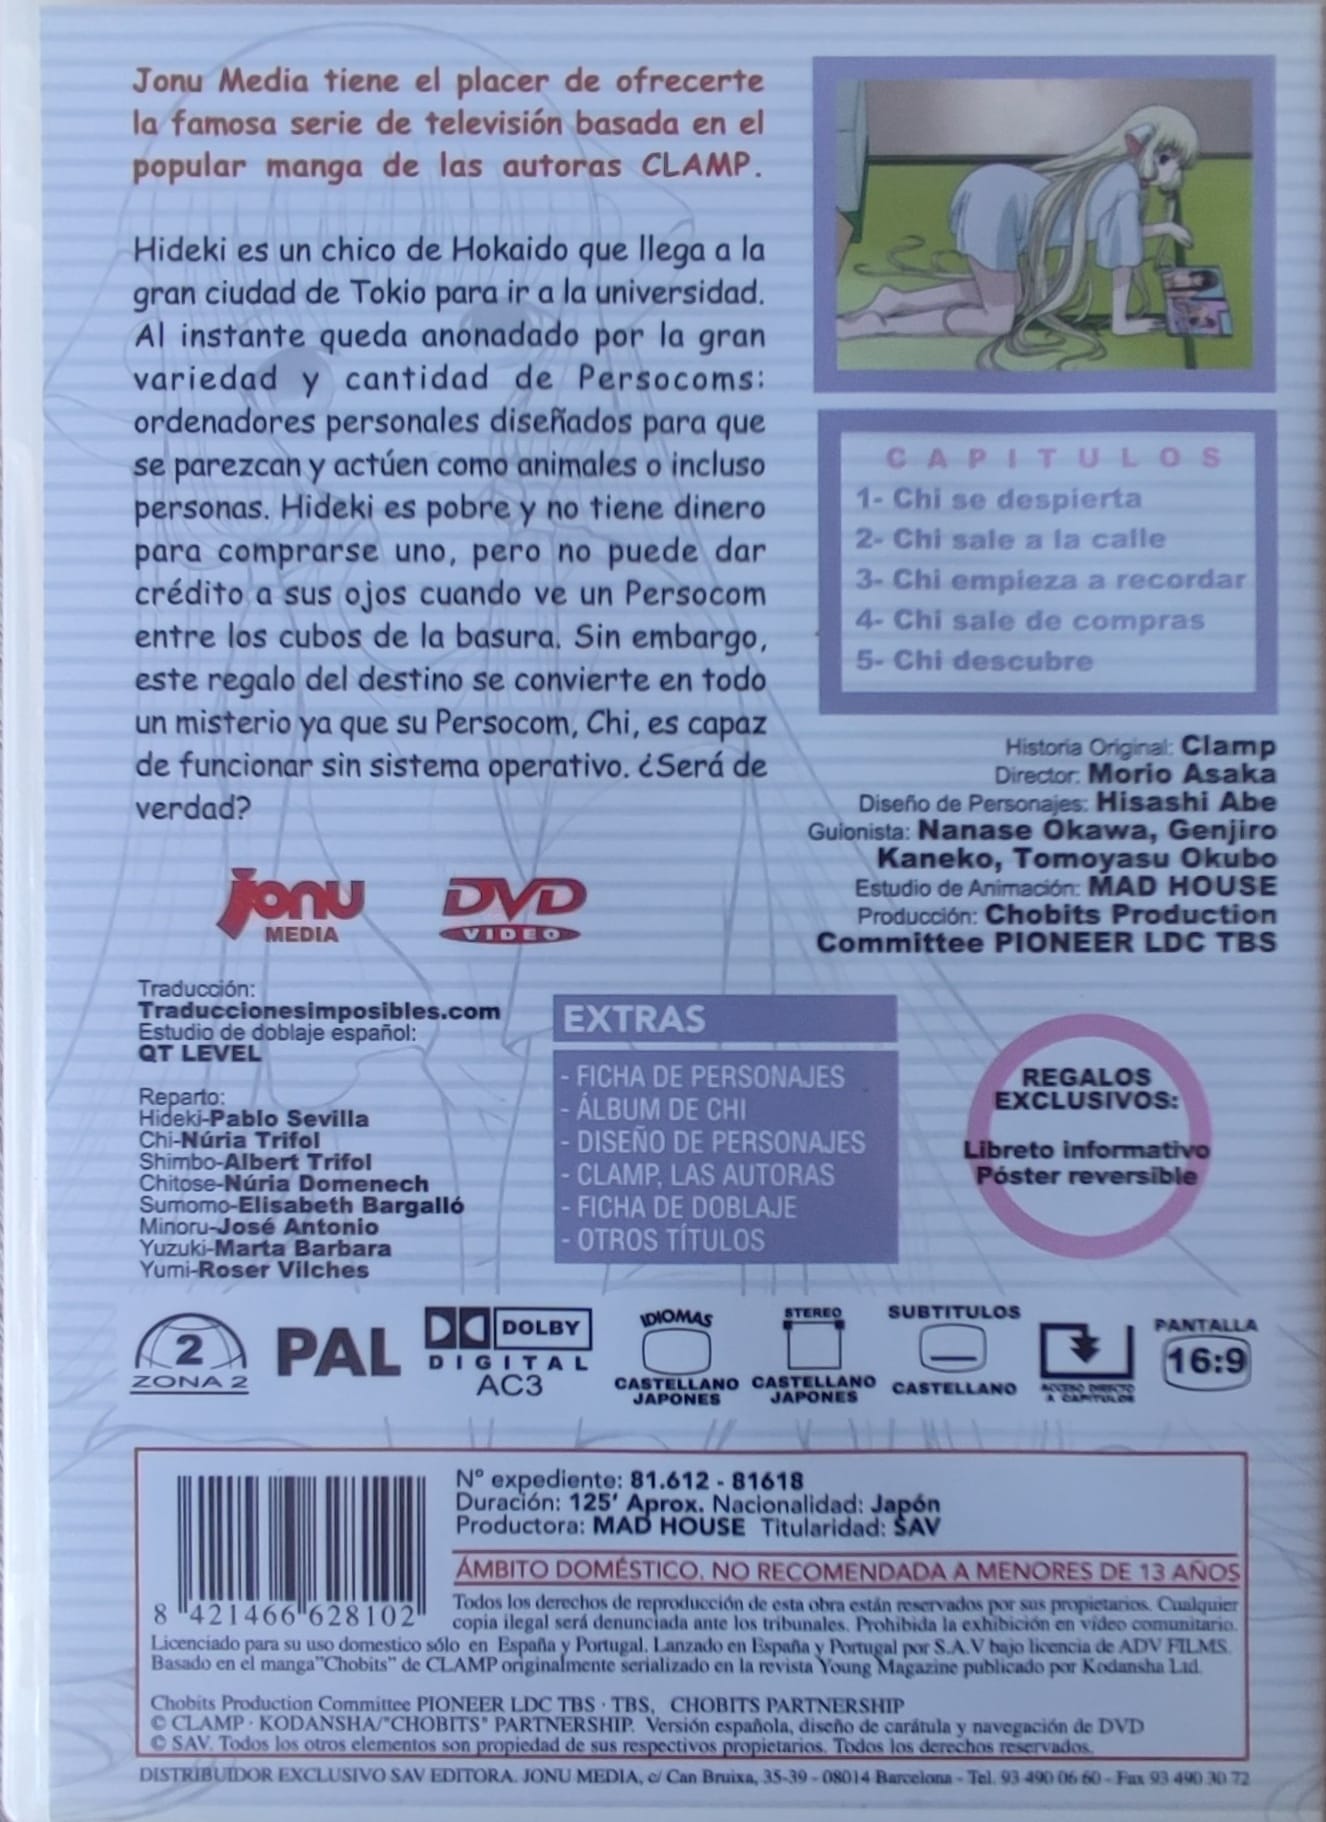 Jonu Media tiene el placer de ofrecerte
la famosa serie de televisión basada en el
popular manga de las autoras CLAMP.
Hideki es un chico de Hokaido que llega a la
gran ciudad de Tokio para ir a la universidad.
Al instante queda anonadado por la gran
variedad y cantidad de Persocoms:
ordenadores personales diseñados para que
se parezcan y actúen como animales o incluso
personas. Hideki es pobre y no tiene dinero
para comprarse uno, pero no puede dar
crédito a sus ojos cuando ve un Persocom
entre los cubos de la basura. Sin embargo,
este regalo del destino se convierte en todo
un misterio ya que su Persocom, Chi, es capaz
de funcionar sin sistema operativo. ¿Será de
verdad?
CAPITULOS
1- Chi se despierta
2- Chi sale a la calle
3- Chi empieza a recordar
4- Chi sale de compras
5- Chi descubre
Historia Original: Clamp
Director: Morio Asaka
Diseño de Personajes: Hisashi Abe
Guionista: Nanase Okawa, Genjiro
Kaneko, Tomoyasu Okubo
Estudio de Animación: MAD HOUSE
Producción: Chobits Production
Committee PIONEER LDC TBS
jonu
MEDIA
DVD
VIDEO
Traducción:
Traduccionesimposibles.com
Estudio de doblaje español:
QT LEVEL
Reparto:
Hideki-Pablo Sevilla
Chi-Núria Trifol
Shimbo-Albert Trifol
Chitose-Núria Domenech
Sumomo-Elisabeth Bargalló
Minoru-José Antonio
Yuzuki-Marta Barbara
Yumi-Roser Vilches
EXTRAS
- FICHA DE PERSONAJES
- ÁLBUM DE CHI
- DISEÑO DE PERSONAJES
- CLAMP, LAS AUTORAS
- FICHA DE DOBLAJE
- OTROS TÍTULOS
REGALOS
EXCLUSIVOS:
Libreto informativo
Póster reversible
2
ZONA 2
PAL
DOLBY
DIGITAL
AC3
IDIOMAS
CASTELLANO
JAPONES
STEREO
CASTELLANO
JAPONES
SUBTITULOS
CASTELLANO
ACCESO DIRECTO
A CAPITULOS
PANTALLA
16:9
8 421466 628102
Nº expediente: 81.612 - 81618
Duración: 125' Aprox. Nacionalidad: Japón
Productora: MAD HOUSE Titularidad: SAV
ÁMBITO DOMÉSTICO. NO RECOMENDADA A MENORES DE 13 AÑOS
Todos los derechos de reproducción de esta obra están reservados por sus propietarios. Cualquier
copia ilegal será denunciada ante los tribunales. Prohibida la exhibición en vídeo comunitario.
Licenciado para su uso domestico sólo en España y Portugal. Lanzado en España y Portugal por S.A.V bajo licencia de ADV FILMS.
Basado en el manga"Chobits" de CLAMP originalmente serializado en la revista Young Magazine publicado por Kodansha Ltd.
Chobits Production Committee PIONEER LDC TBS · TBS, CHOBITS PARTNERSHIP
© CLAMP · KODANSHA/"CHOBITS" PARTNERSHIP. Versión española, diseño de carátula y navegación de DVD
© SAV. Todos los otros elementos son propiedad de sus respectivos propietarios. Todos los derechos reservados.
DISTRIBUIDOR EXCLUSIVO SAV EDITORA. JONU MEDIA, c/ Can Bruixa, 35-39 - 08014 Barcelona - Tel. 93 490 06 60 - Fax 93 490 30 72